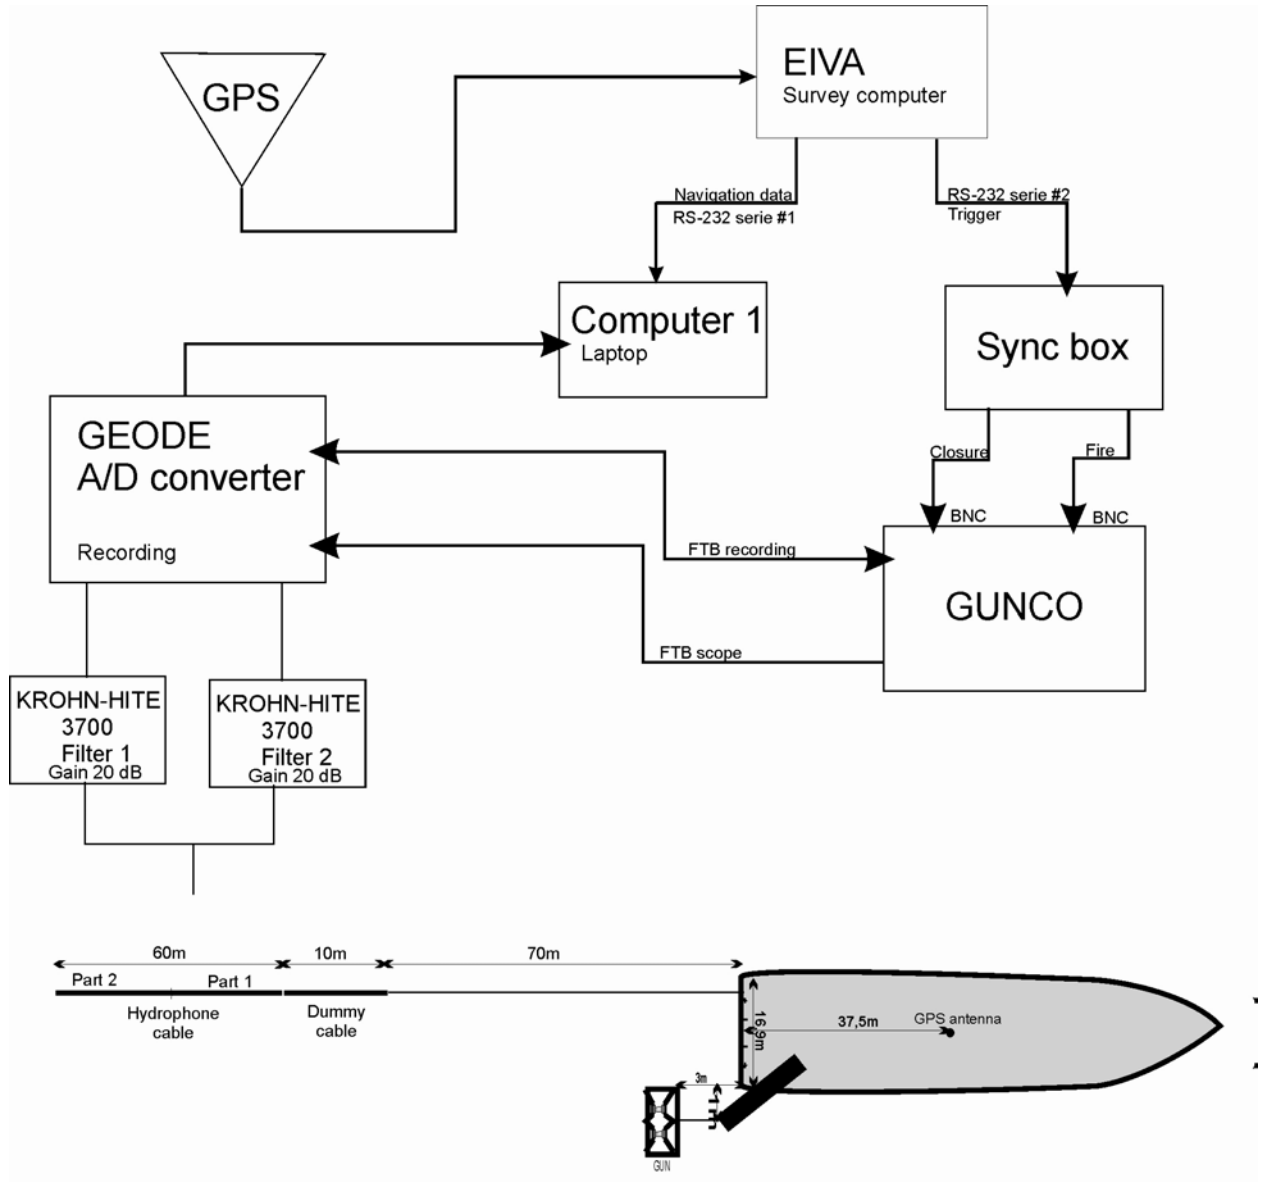 GPS
EIVA
Survey computer
Navigation data
RS-232 serie #1
RS-232 serie #2
Trigger
Computer 1
Laptop
Sync box
Closure
Fire
BNC
BNC
GEODE
A/D converter
Recording
FTB recording
GUNCO
FTB scope
KROHN-HITE
3700
Filter 1
Gain 20 dB
KROHN-HITE
3700
Filter 2
Gain 20 dB
60m
10m
70m
Part 2
Part 1
Hydrophone
cable
Dummy
cable
16,9m
37,5m
GPS antenna
3m
1m
GUN